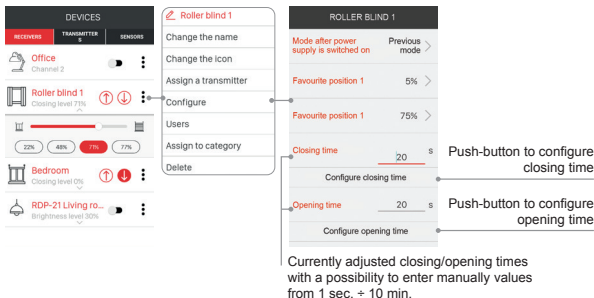 DEVICES
RECEIVERS
TRANSMITTER
S
SENSORS
Office
Channel 2
Roller blind 1
Closing level 71%
22%
48%
71%
77%
Bedroom
Closing level 0%
RDP-21 Living ro...
Brightness level 30%
Roller blind 1
Change the name
Change the icon
Assign a transmitter
Configure
Users
Assign to category
Delete
ROLLER BLIND 1
Mode after power
supply is switched on
Previous
mode
Favourite position 1
5%
Favourite position 1
75%
Closing time
20
s
Configure closing time
Opening time
20
s
Configure opening time
Push-button to configure
closing time
Push-button to configure
opening time
Currently adjusted closing/opening times
with a possibility to enter manually values
from 1 sec. ÷ 10 min.